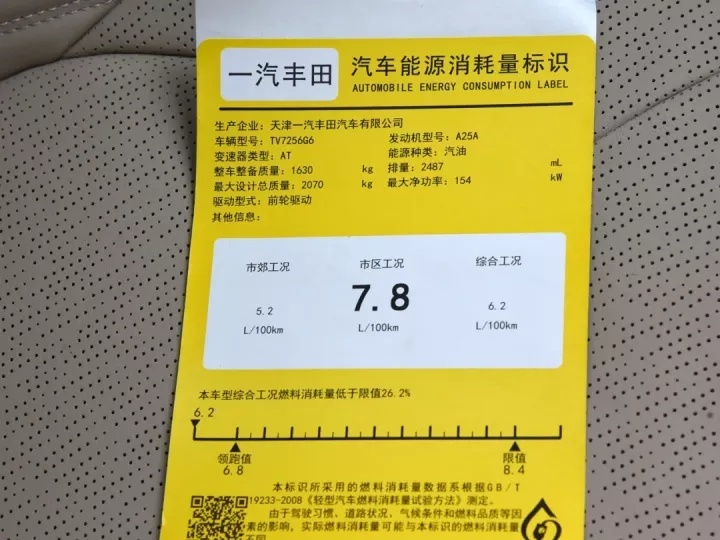 一汽丰田
汽车能源消耗量标识
AUTOMOBILE ENERGY CONSUMPTION LABEL
生产企业：天津一汽丰田汽车有限公司
车辆型号：TV7256G6 发动机型号：A25A
变速器类型：AT 能源种类：汽油
整车整备质量：1630 kg 排量：2487 mL
最大设计总质量：2070 kg 最大净功率：154 kW
驱动型式：前轮驱动
其他信息：
市郊工况 市区工况 综合工况
5.2 7.8 6.2
L/100km L/100km L/100km
本车型综合工况燃料消耗量低于限值26.2%
6.2
领跑值 限值
6.8 8.4
本标识所采用的燃料消耗量数据系根据GB/T
19233-2008《轻型汽车燃料消耗量试验方法》测定。
由于驾驶习惯、道路状况、气候条件和燃料品质等因
素的影响，实际燃料消耗量可能与本标识的燃料消耗量
不同